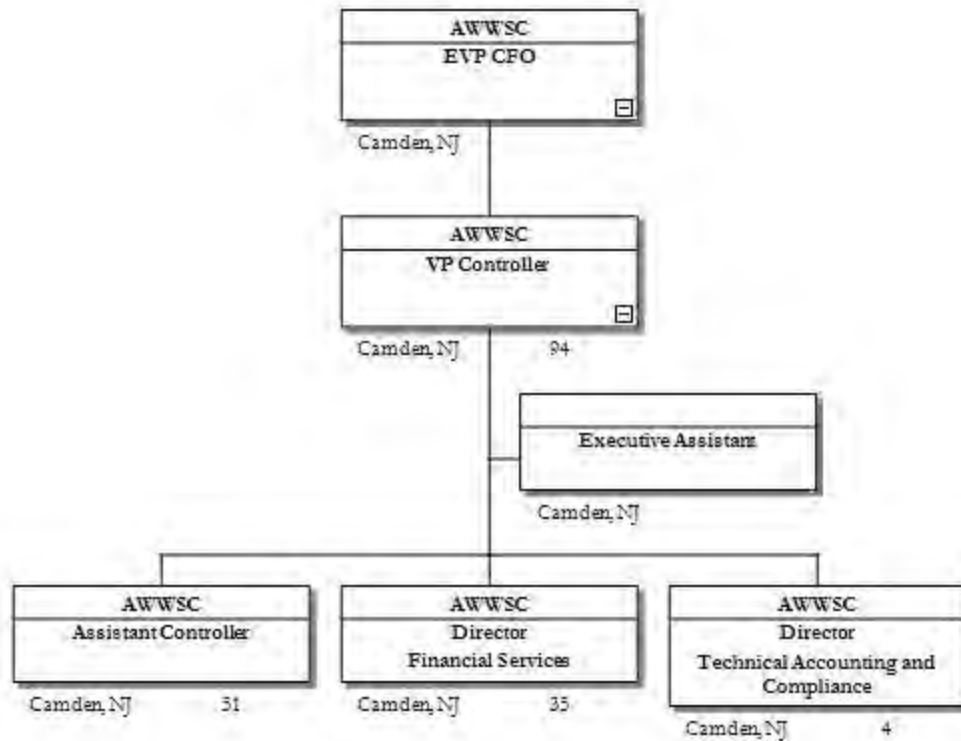 AWWSC
EVP CFO
Camden, NJ
AWWSC
VP Controller
Camden, NJ 94
Executive Assistant
Camden, NJ
AWWSC
Assistant Controller
Camden, NJ 31
AWWSC
Director
Financial Services
Camden, NJ 35
AWWSC
Director
Technical Accounting and
Compliance
Camden, NJ 4